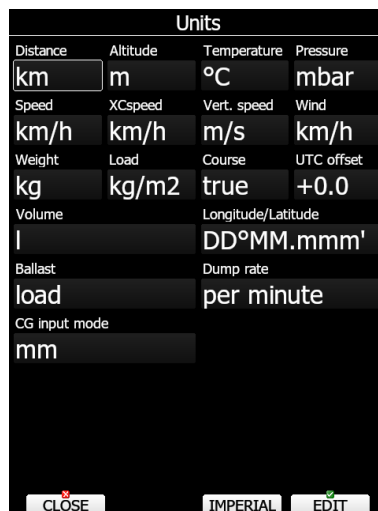 Units
Distance Altitude Temperature Pressure
km m °C mbar
Speed XCspeed Vert. speed Wind
km/h km/h m/s km/h
Weight Load Course UTC offset
kg kg/m2 true +0.0
Volume Longitude/Latitude
l DD°MM.mmm'
Ballast Dump rate
load per minute
CG input mode
mm
CLOSE IMPERIAL EDIT